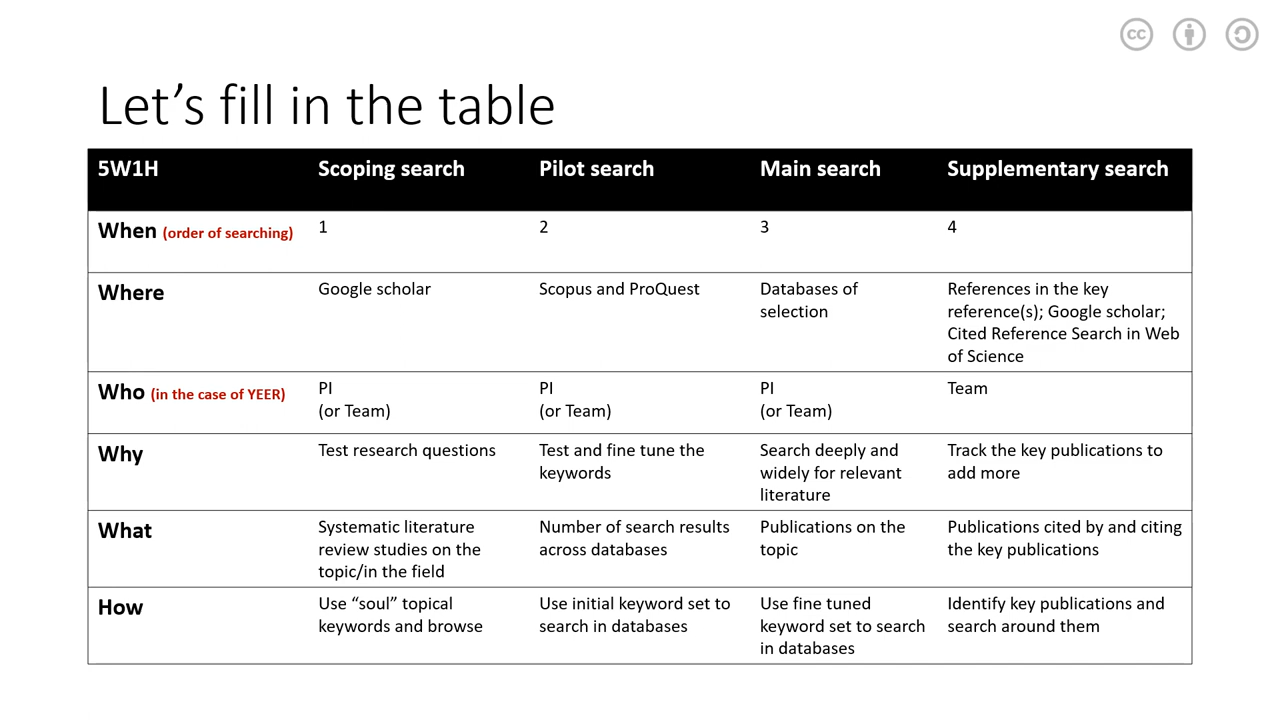 cc
Let's fill in the table
5W1H
Scoping search
Pilot search
Main search
Supplementary search
When (order of searching)
1
2
3
4
Where
Google scholar
Scopus and ProQuest
Databases of
selection
References in the key
reference(s); Google scholar;
Cited Reference Search in Web
of Science
Who (in the case of YEER)
PI
(or Team)
PI
(or Team)
PI
(or Team)
Team
Why
Test research questions
Test and fine tune the
keywords
Search deeply and
widely for relevant
literature
Track the key publications to
add more
What
Systematic literature
review studies on the
topic/in the field
Number of search results
across databases
Publications on the
topic
Publications cited by and citing
the key publications
How
Use “soul” topical
keywords and browse
Use initial keyword set to
search in databases
Use fine tuned
keyword set to search
in databases
Identify key publications and
search around them